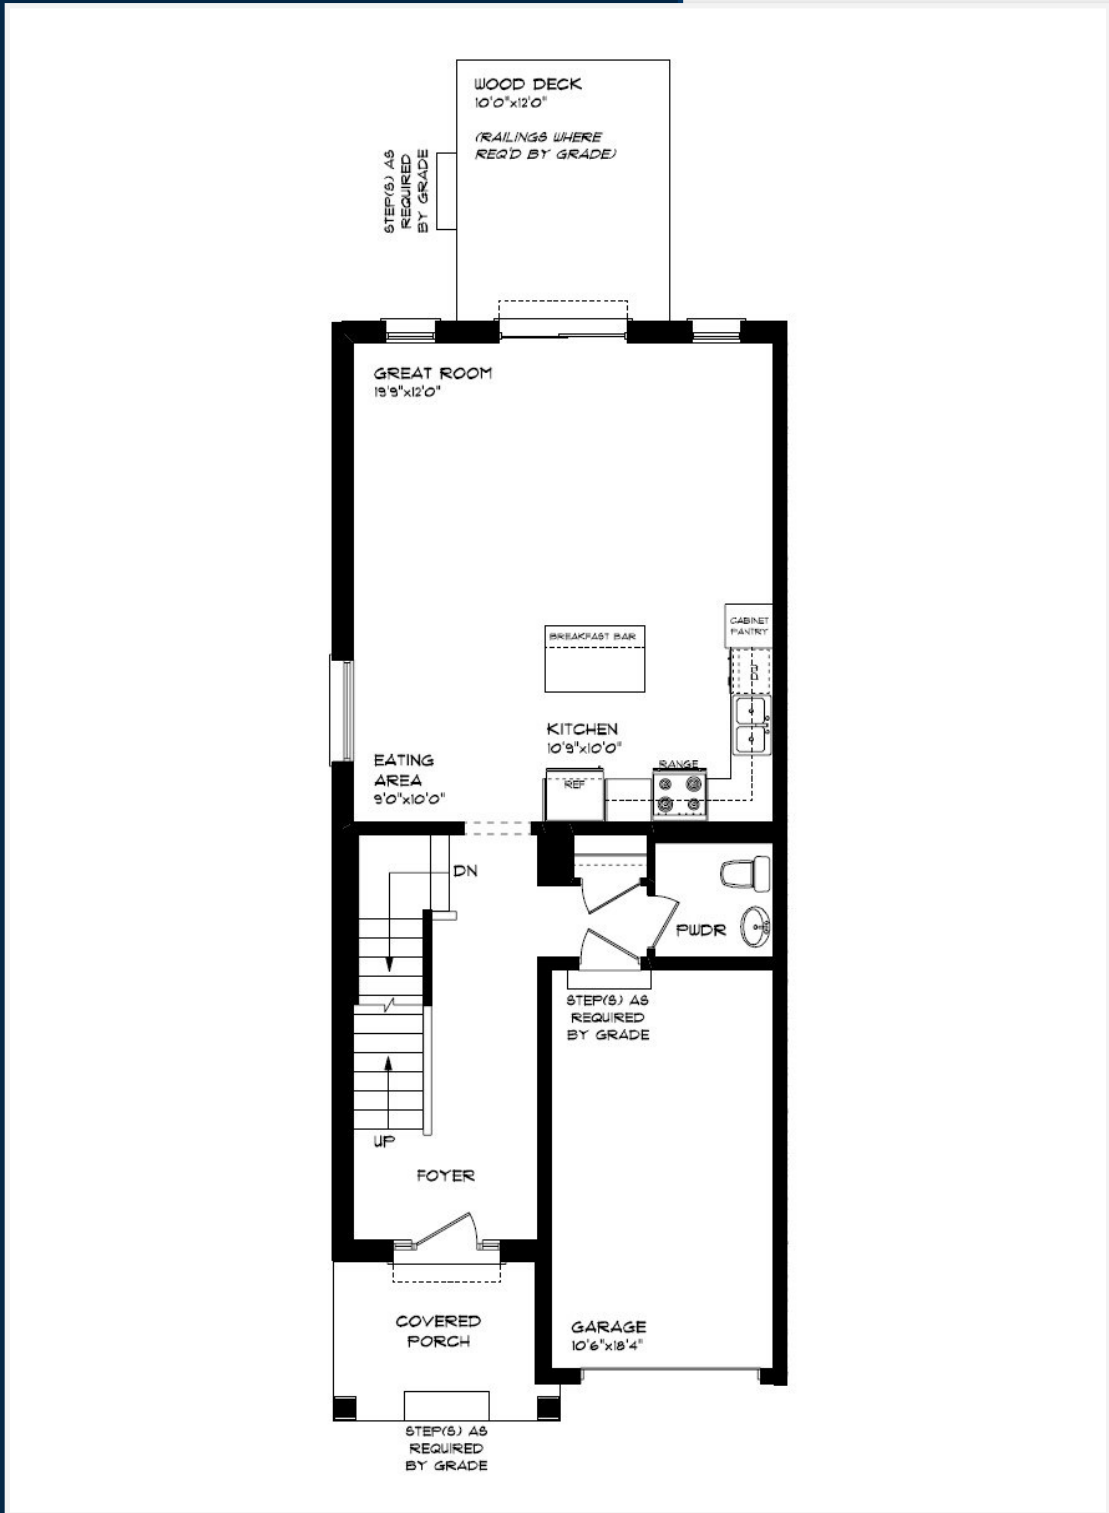 WOOD DECK
10'0"x12'0"
(RAILINGS WHERE
REQ'D BY GRADE)
STEP(S) AS
REQUIRED
BY GRADE
GREAT ROOM
19'9"x12'0"
CABINET
PANTRY
BREAKFAST BAR
DW
KITCHEN
10'9"x10'0"
EATING
AREA
9'0"x10'0"
RANGE
REF
DN
PWDR
STEP(S) AS
REQUIRED
BY GRADE
UP
FOYER
COVERED
PORCH
GARAGE
10'6"x18'4"
STEP(S) AS
REQUIRED
BY GRADE